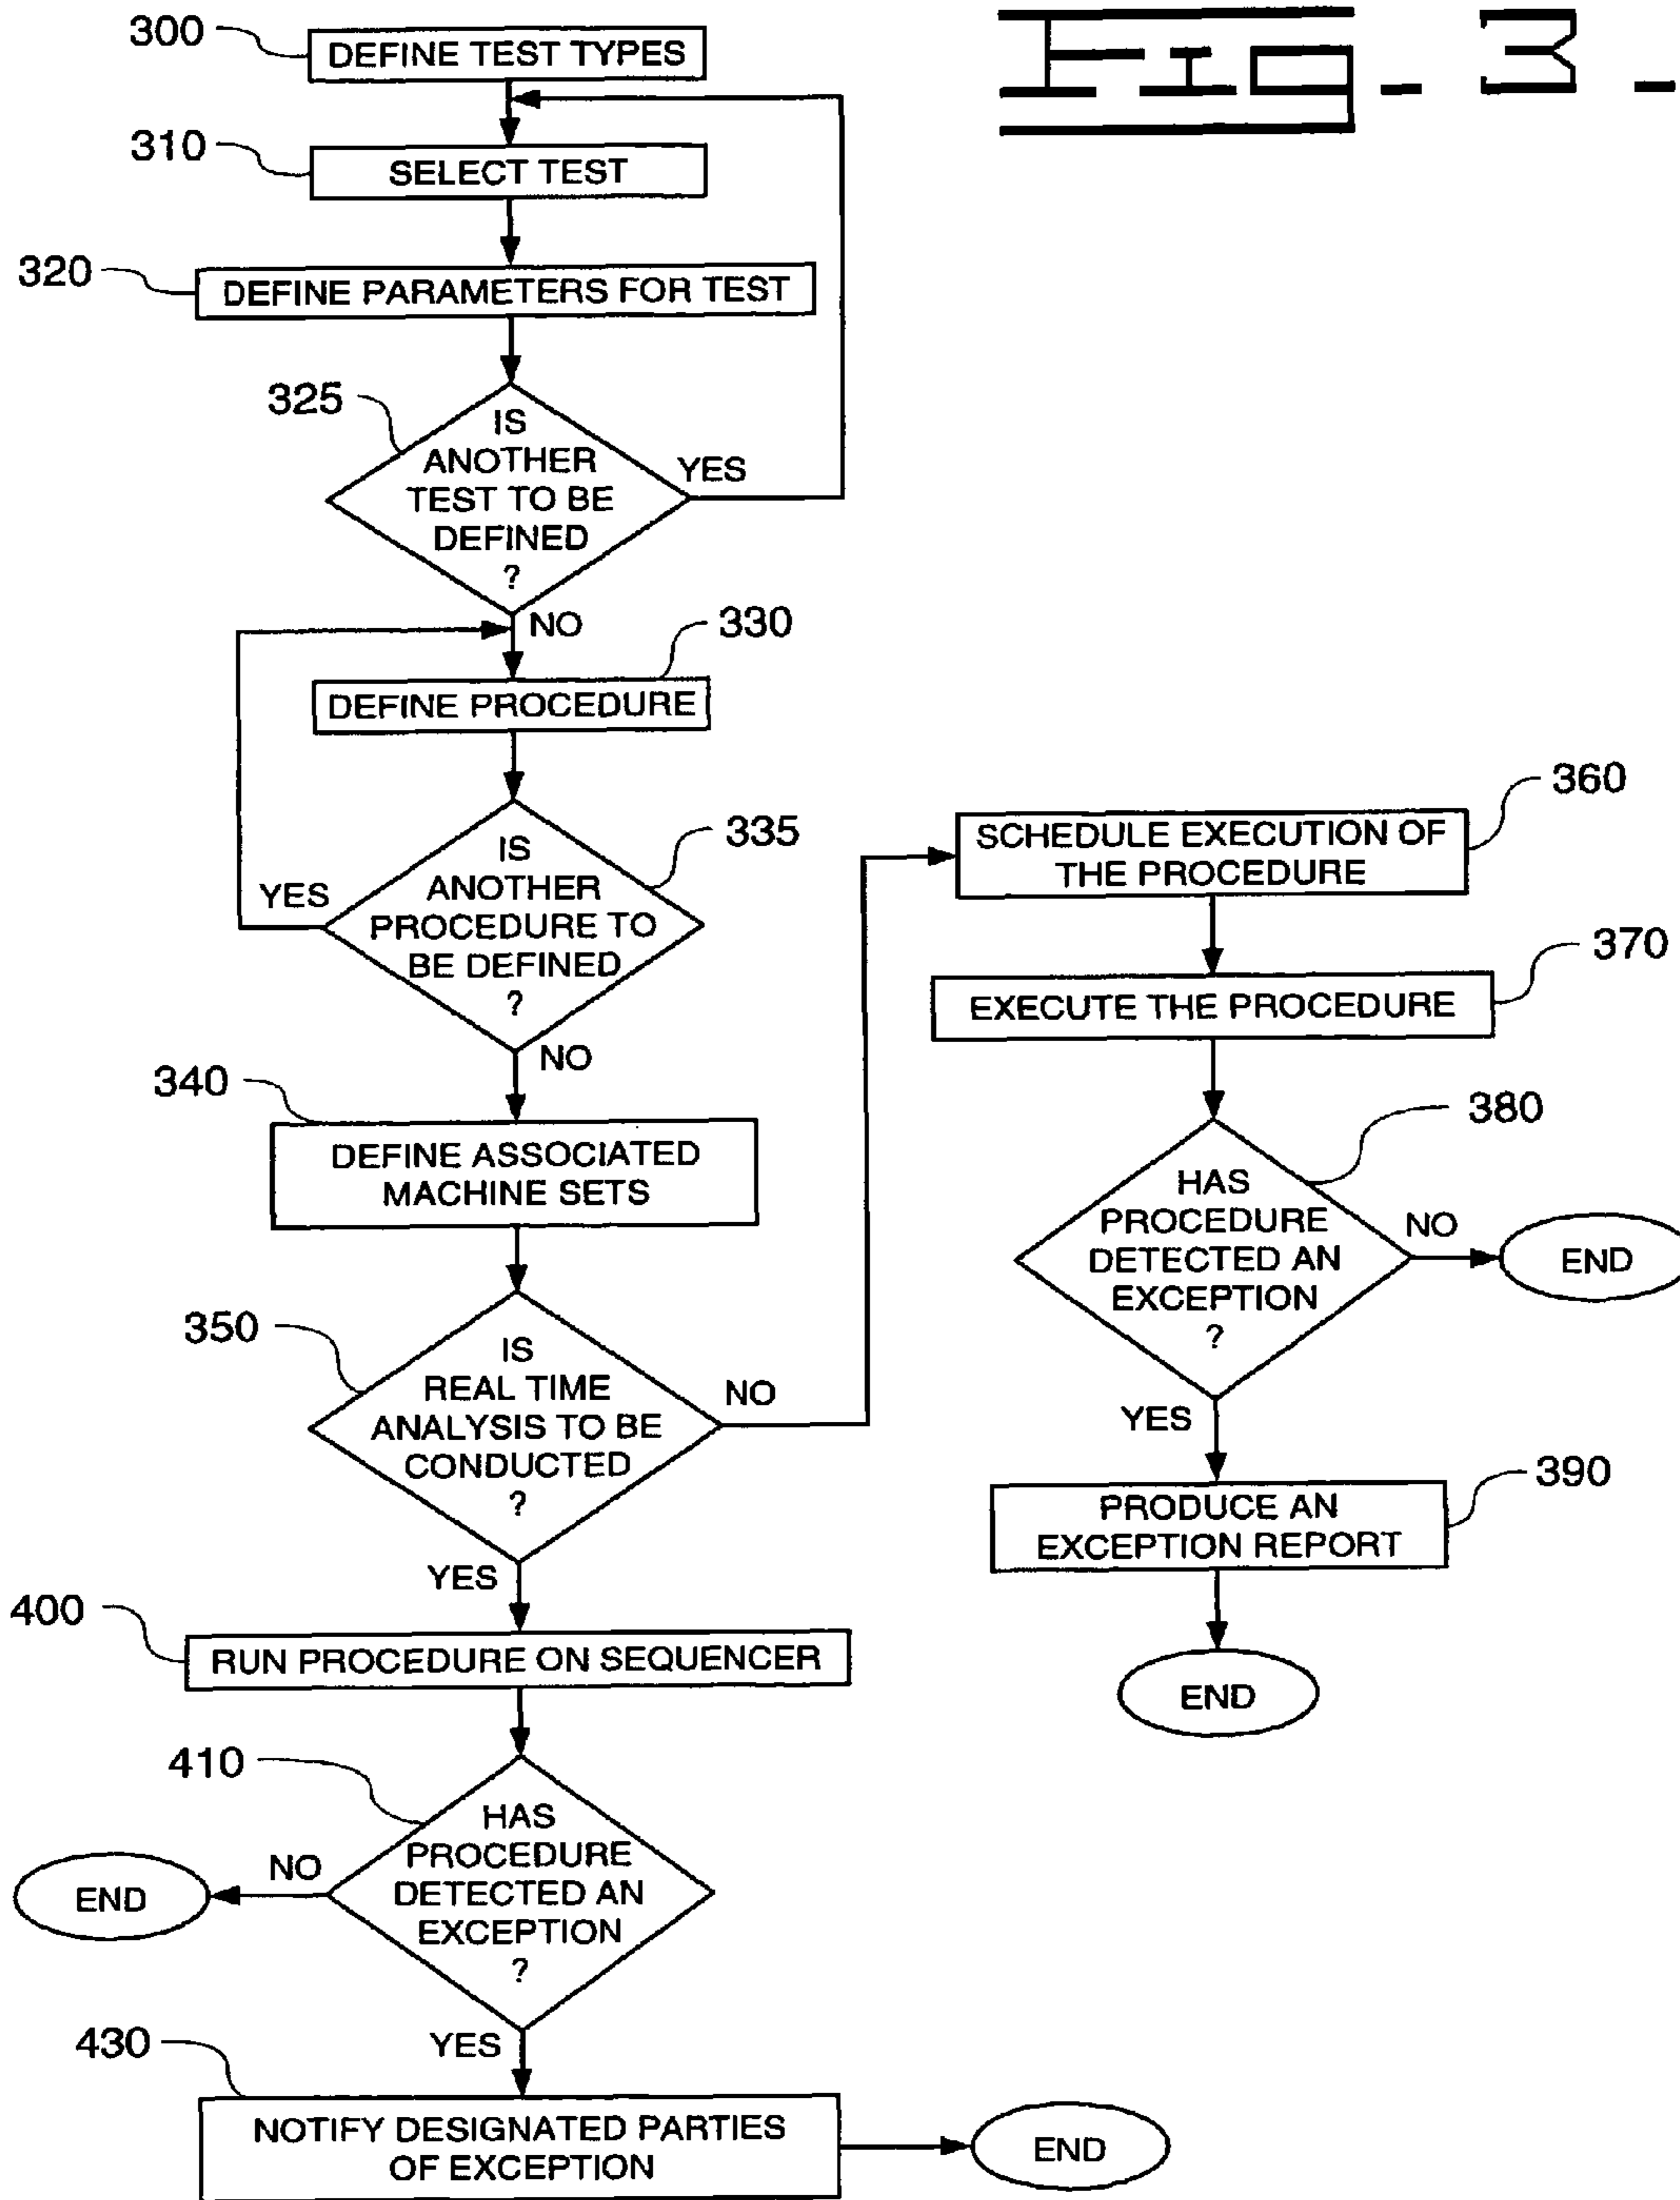 FIG. 3.
300
DEFINE TEST TYPES
310
SELECT TEST
320
DEFINE PARAMETERS FOR TEST
325
IS
ANOTHER
TEST TO BE
DEFINED
?
YES
NO
330
DEFINE PROCEDURE
335
IS
ANOTHER
PROCEDURE TO
BE DEFINED
?
YES
NO
340
DEFINE ASSOCIATED
MACHINE SETS
350
IS
REAL TIME
ANALYSIS TO BE
CONDUCTED
?
NO
YES
360
SCHEDULE EXECUTION OF
THE PROCEDURE
370
EXECUTE THE PROCEDURE
380
HAS
PROCEDURE
DETECTED AN
EXCEPTION
?
NO
END
YES
390
PRODUCE AN
EXCEPTION REPORT
END
400
RUN PROCEDURE ON SEQUENCER
410
HAS
PROCEDURE
DETECTED AN
EXCEPTION
?
NO
END
YES
430
NOTIFY DESIGNATED PARTIES
OF EXCEPTION
END